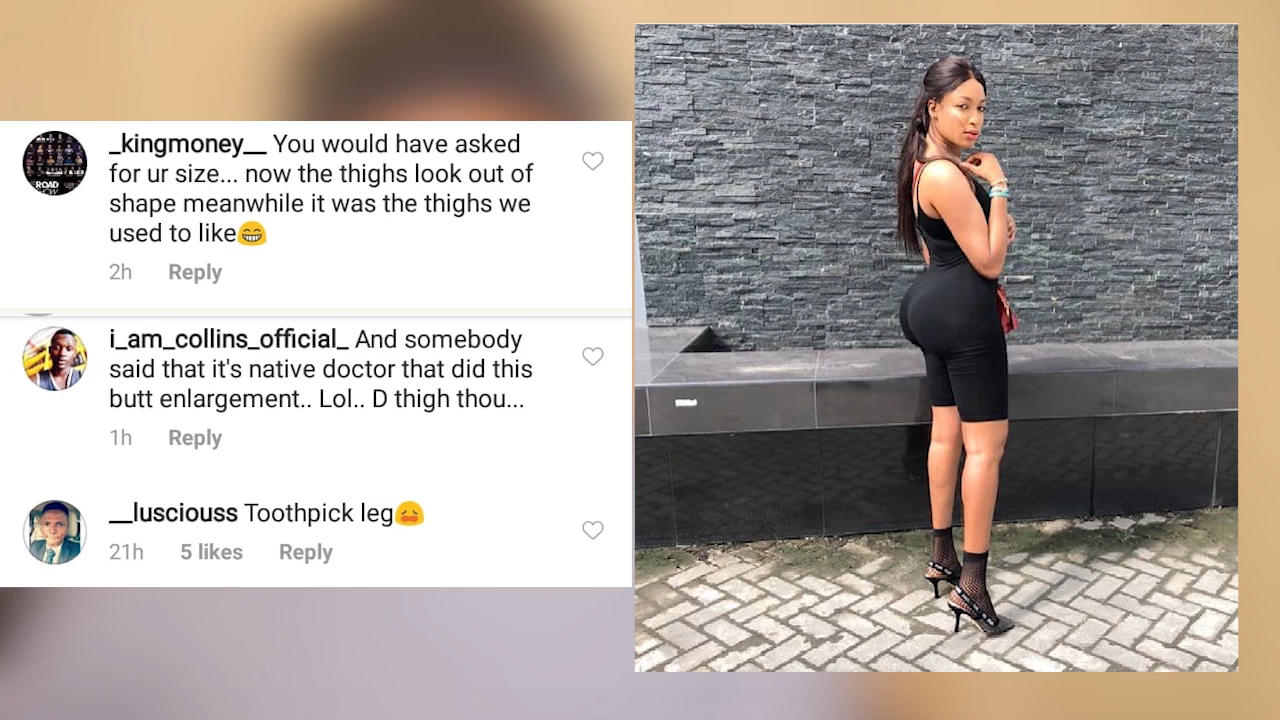 _kingmoney__ You would have asked
for ur size... now the thighs look out of
shape meanwhile it was the thighs we
used to like😁
2h Reply
i_am_collins_official_ And somebody
said that it's native doctor that did this
butt enlargement.. Lol.. D thigh thou...
1h Reply
__lusciouss Toothpick leg😩
21h 5 likes Reply
ROAD